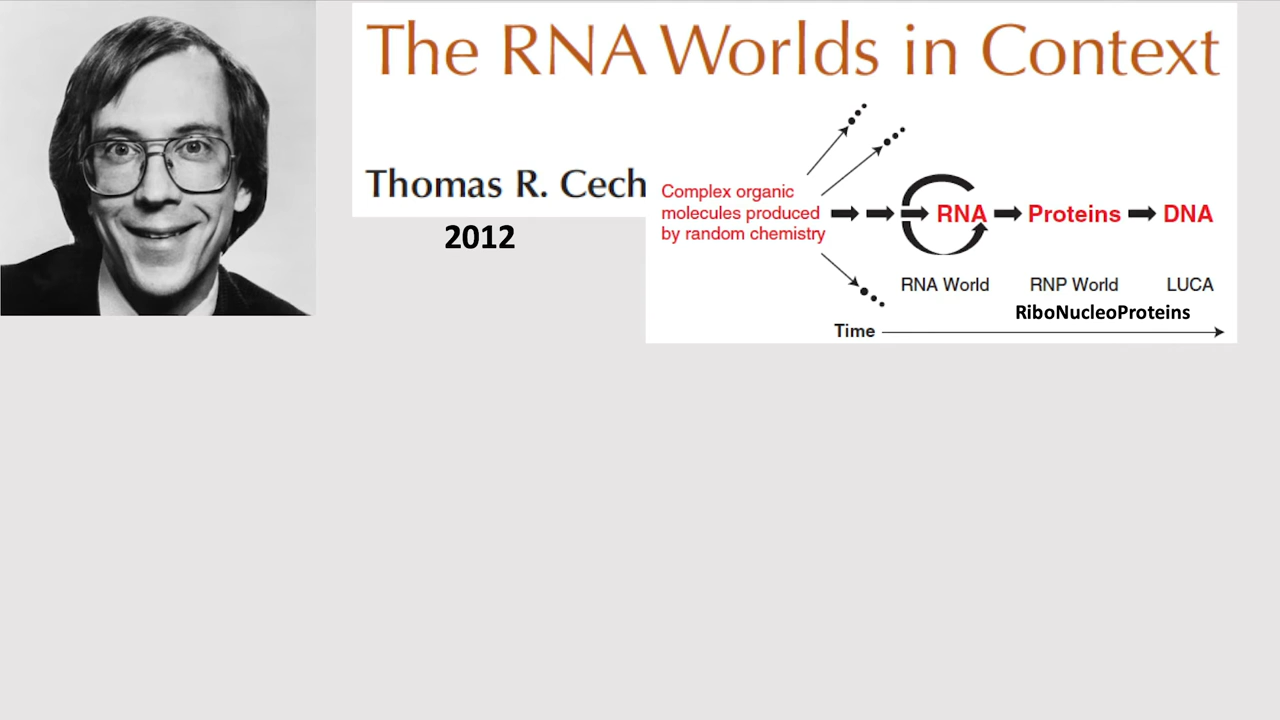 The RNA Worlds in Context
Thomas R. Cech
2012
Complex organic
molecules produced
by random chemistry
RNA
Proteins
DNA
RNA World
RNP World
LUCA
RiboNucleoProteins
Time